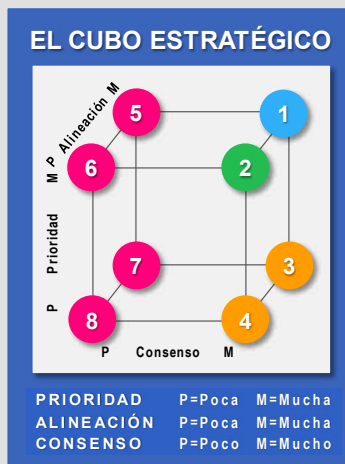 EL CUBO ESTRATÉGICO
P Alineación M
5
1
6
2
M
Prioridad
P
7
3
8
4
P Consenso M
PRIORIDAD P=Poca M=Mucha
ALINEACIÓN P=Poca M=Mucha
CONSENSO P=Poco M=Mucho